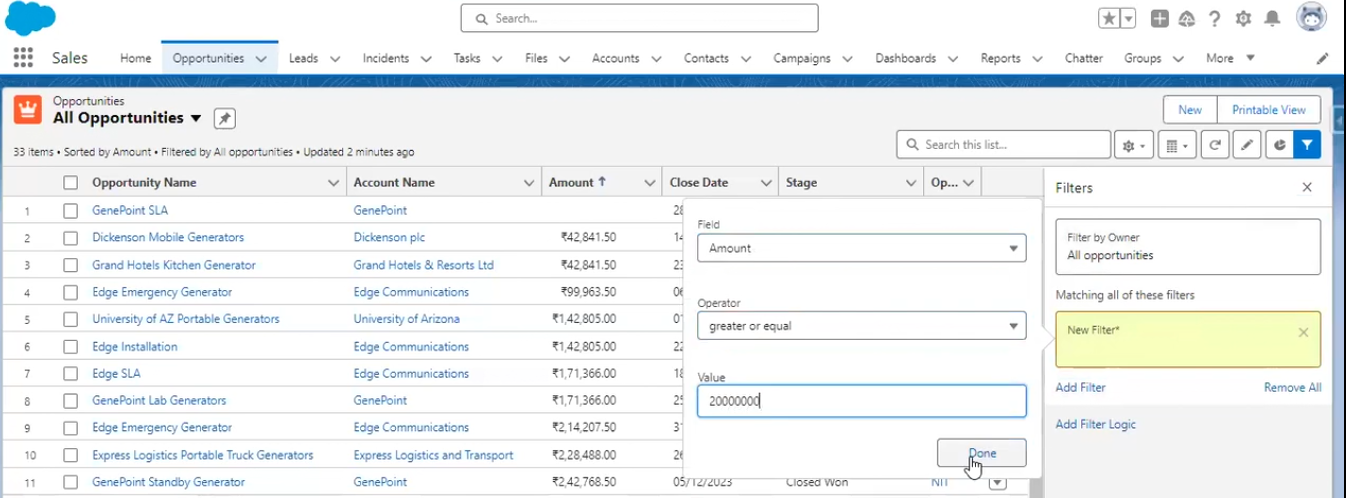 Search...
Sales Home Opportunities Leads Incidents Tasks Files Accounts Contacts Campaigns Dashboards Reports Chatter Groups More
Opportunities
All Opportunities
New Printable View
33 items • Sorted by Amount • Filtered by All opportunities • Updated 2 minutes ago
Search this list...
Opportunity Name Account Name Amount ↑ Close Date Stage Op...
1 GenePoint SLA GenePoint 28
2 Dickenson Mobile Generators Dickenson plc ₹42,841.50 14
3 Grand Hotels Kitchen Generator Grand Hotels & Resorts Ltd ₹42,841.50 23
4 Edge Emergency Generator Edge Communications ₹99,963.50 06
5 University of AZ Portable Generators University of Arizona ₹1,42,805.00 01
6 Edge Installation Edge Communications ₹1,42,805.00 22
7 Edge SLA Edge Communications ₹1,71,366.00 18
8 GenePoint Lab Generators GenePoint ₹1,71,366.00 25
9 Edge Emergency Generator Edge Communications ₹2,14,207.50 31
10 Express Logistics Portable Truck Generators Express Logistics and Transport ₹2,28,488.00 26
11 GenePoint Standby Generator GenePoint ₹2,42,768.50 05/12/2023 Closed Won NIT
Field
Amount
Operator
greater or equal
Value
20000000
Done
Filters
Filter by Owner
All opportunities
Matching all of these filters
New Filter*
Add Filter Remove All
Add Filter Logic